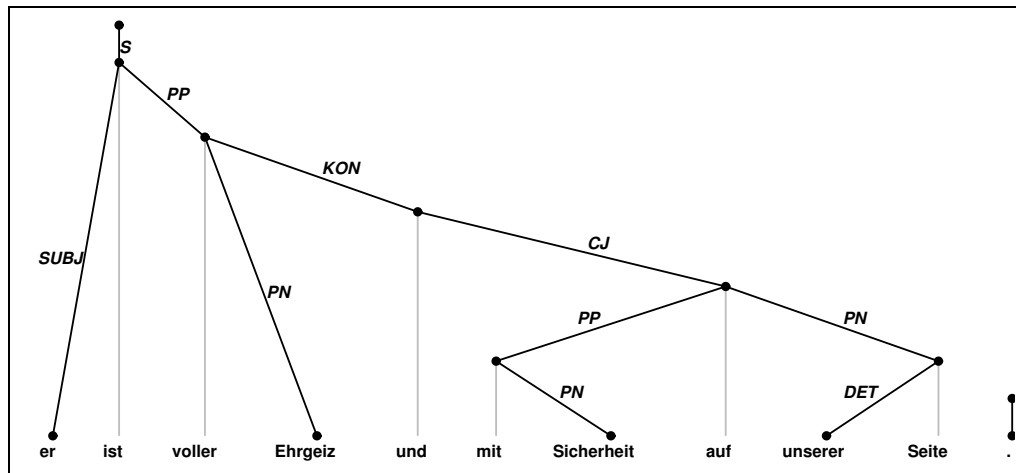 S
PP
KON
CJ
SUBJ
PN
PP
PN
PN
DET
er ist voller Ehrgeiz und mit Sicherheit auf unserer Seite .